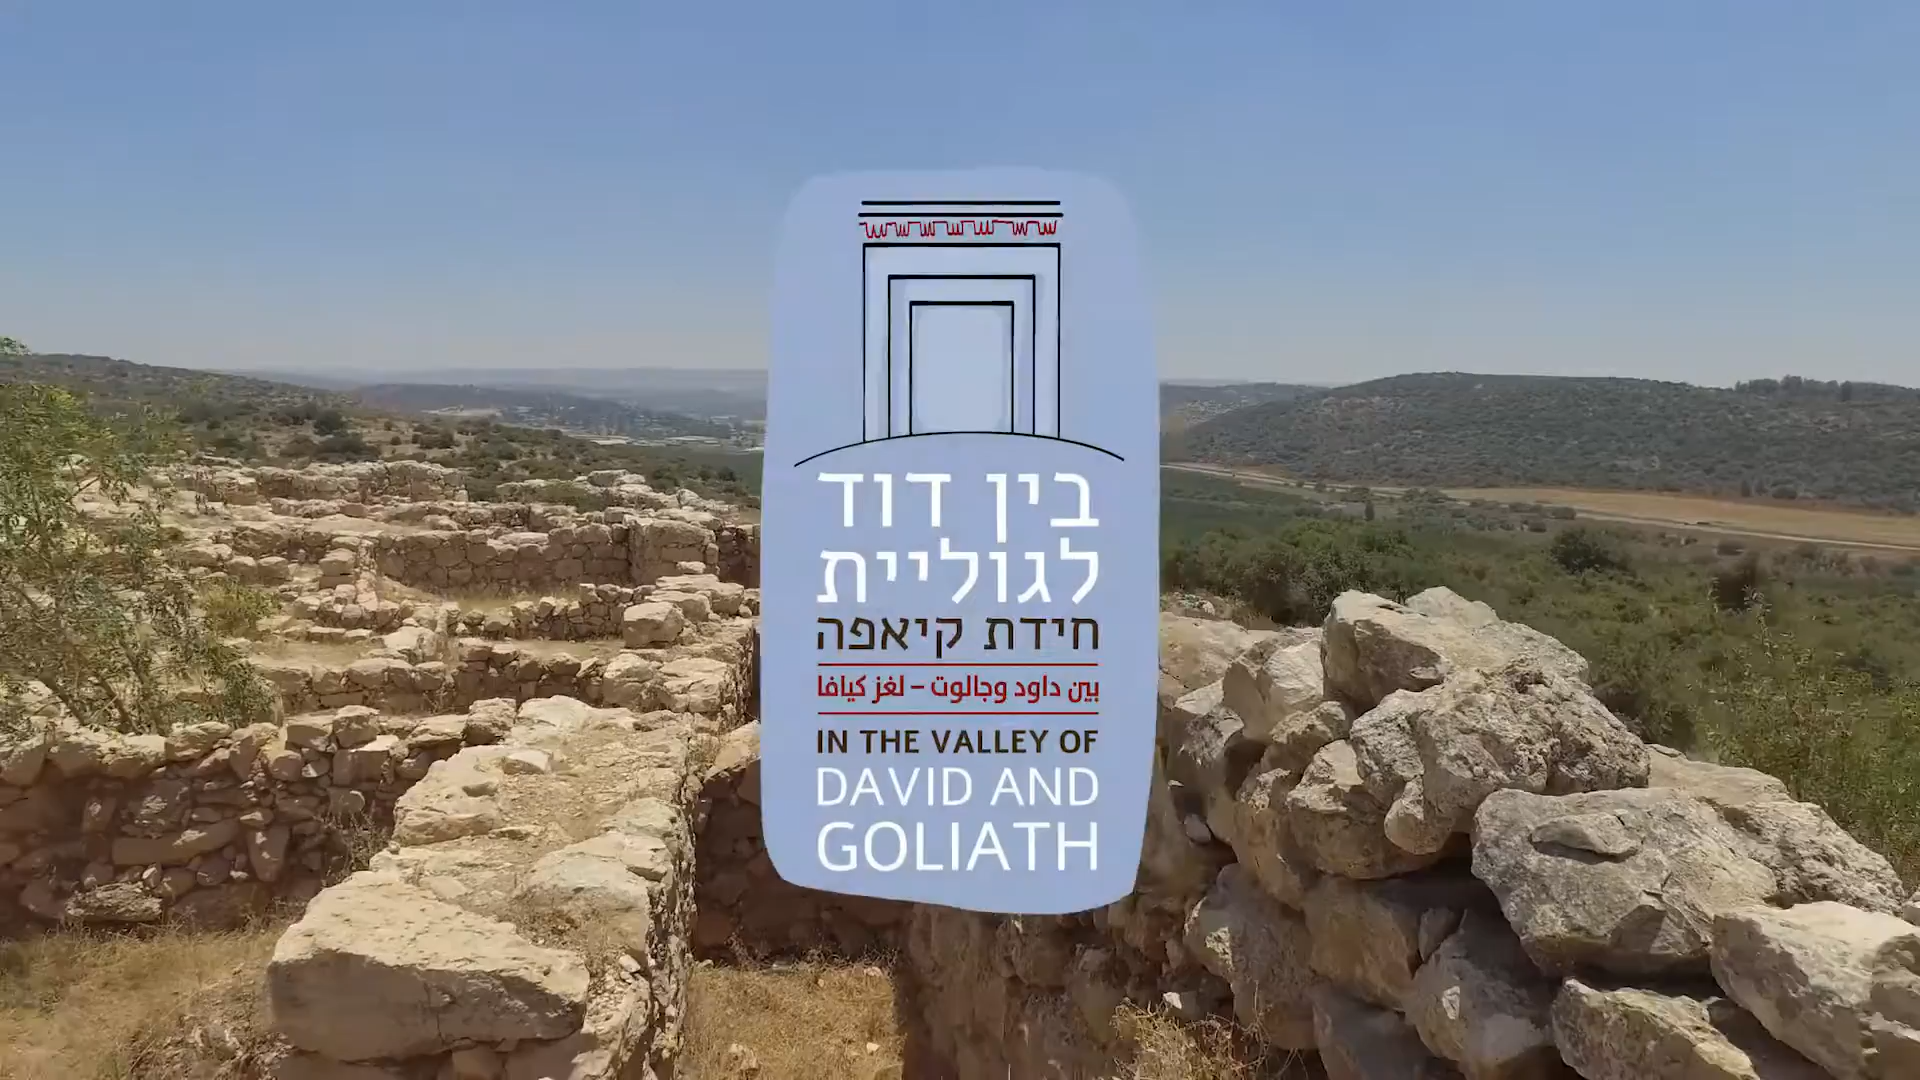 בין דוד
לגוליית
חידת קיאפה
بين داود وجالوت – لغز كيافا
IN THE VALLEY OF
DAVID AND
GOLIATH